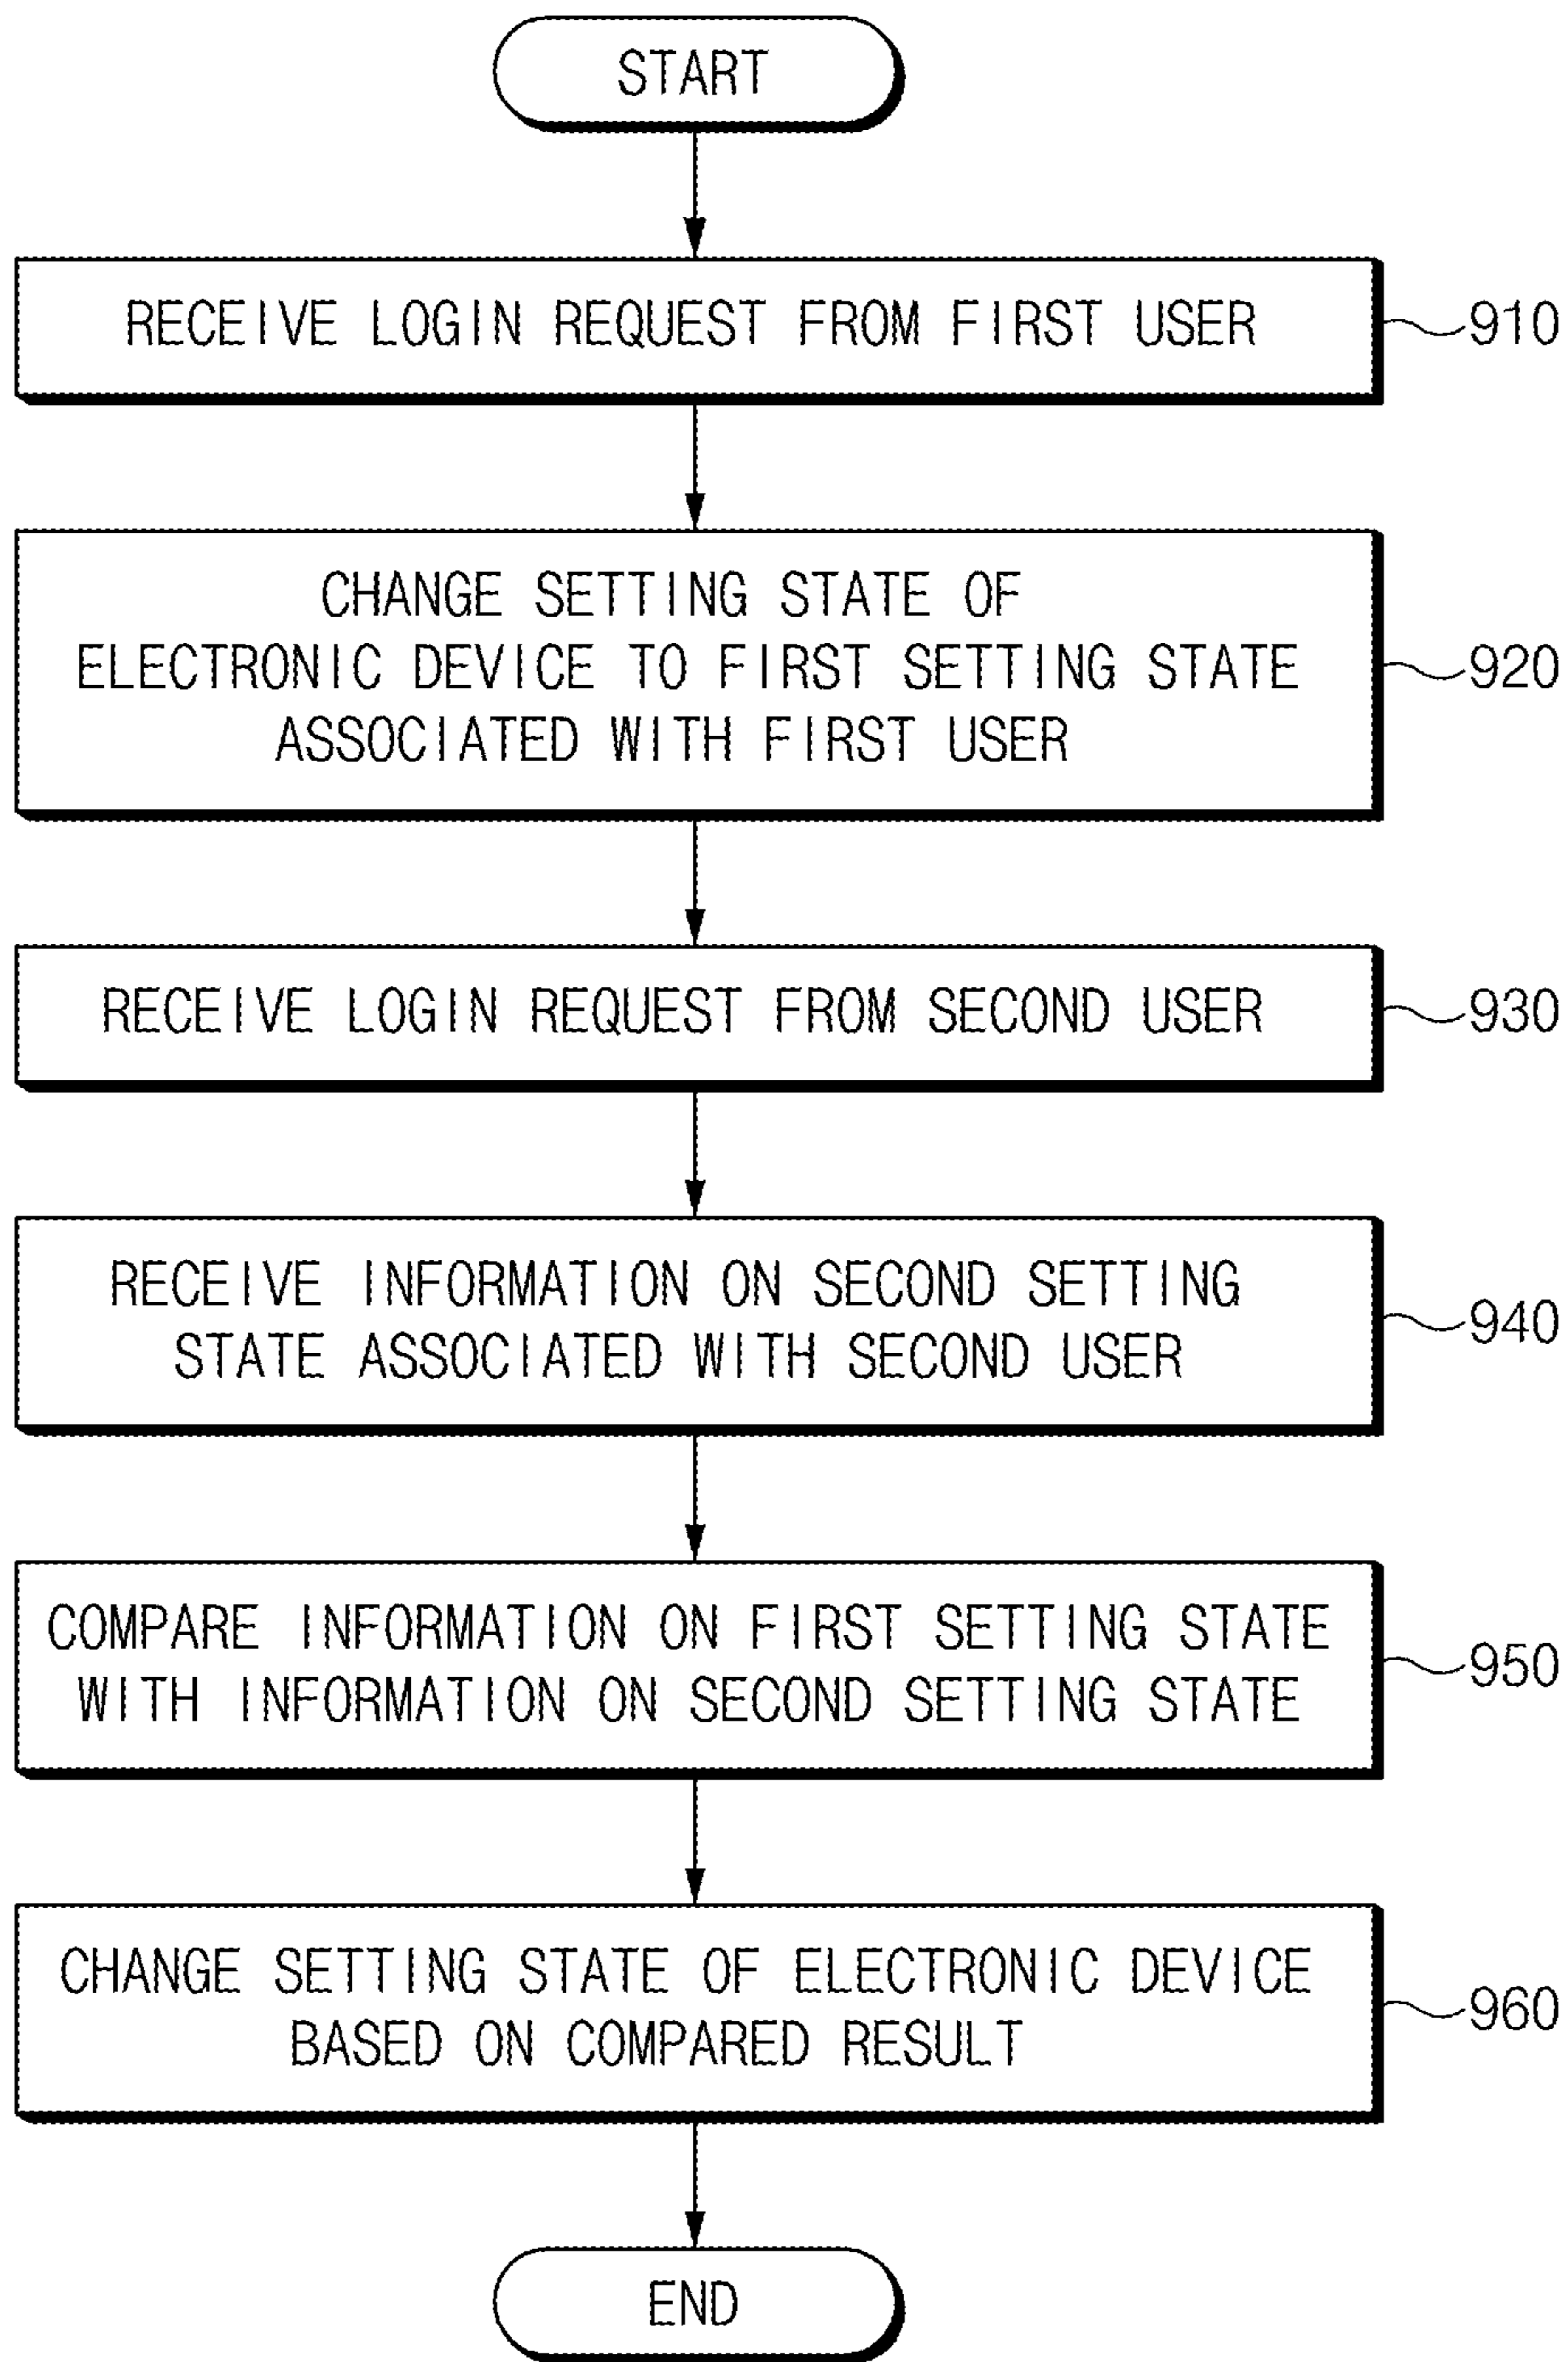 START
RECEIVE LOGIN REQUEST FROM FIRST USER
910
CHANGE SETTING STATE OF
ELECTRONIC DEVICE TO FIRST SETTING STATE
ASSOCIATED WITH FIRST USER
920
RECEIVE LOGIN REQUEST FROM SECOND USER
930
RECEIVE INFORMATION ON SECOND SETTING
STATE ASSOCIATED WITH SECOND USER
940
COMPARE INFORMATION ON FIRST SETTING STATE
WITH INFORMATION ON SECOND SETTING STATE
950
CHANGE SETTING STATE OF ELECTRONIC DEVICE
BASED ON COMPARED RESULT
960
END